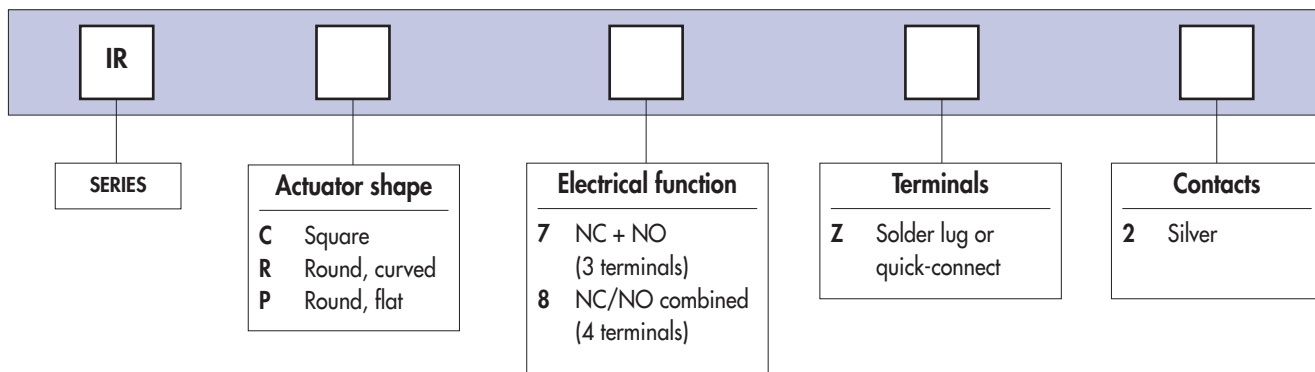 IR
SERIES
Actuator shape
C Square
R Round, curved
P Round, flat
Electrical function
7 NC + NO
(3 terminals)
8 NC/NO combined
(4 terminals)
Terminals
Z Solder lug or
quick-connect
Contacts
2 Silver